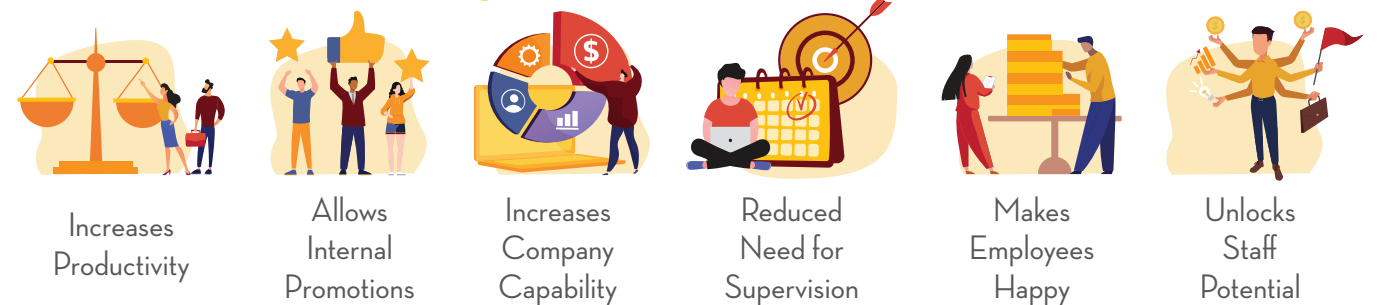 Increases
Productivity
Allows
Internal
Promotions
$
Increases
Company
Capability
Reduced
Need for
Supervision
Makes
Employees
Happy
$
$
Unlocks
Staff
Potential